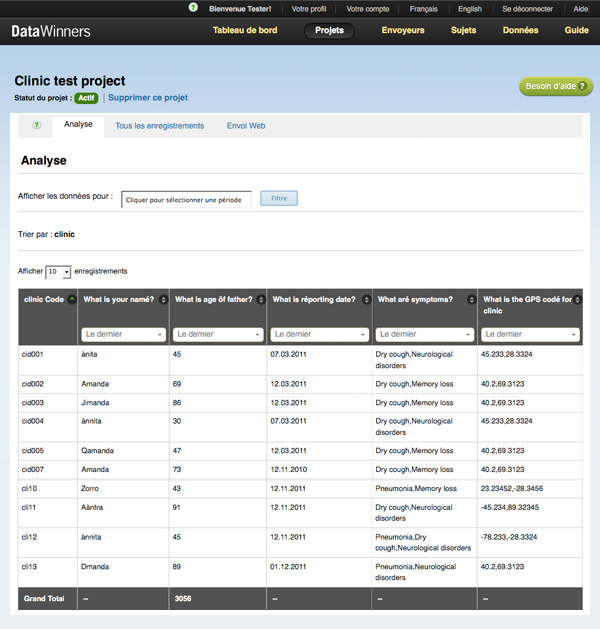 ? Bienvenue Tester! Votre profil Votre compte Français English Se déconnecter Aide
DataWinners Tableau de bord Projets Envoyeurs Sujets Données Guide
Clinic test project
Statut du projet : Actif | Supprimer ce projet
Besoin d'aide ?
? Analyse Tous les enregistrements Envoi Web
Analyse
Afficher les données pour : Cliquer pour sélectionner une période Filtre
Trier par : clinic
Afficher 10 enregistrements
clinic Code What is your namé? What is age öf father? What is réporting date? What aré symptoms? What is the GPS codé for
clinic
Le dernier Le dernier Le dernier Le dernier Le dernier
cid001 ànita 45 07.03.2011 Dry cough,Neurological 45.233,28.3324
disorders
cid002 Amanda 69 12.03.2011 Dry cough,Memory loss 40.2,69.3123
cid003 Jimanda 86 12.03.2011 Dry cough,Memory loss 40.2,69.3123
cid004 ànnita 30 07.03.2011 Dry cough,Neurological 45.233,28.3324
disorders
cid005 Qamanda 47 12.03.2011 Dry cough,Memory loss 40.2,69.3123
cid007 Amanda 73 12.11.2010 Dry cough,Memory loss 40.2,69.3123
cli10 Zorro 43 12.11.2011 Pneumonia,Memory loss 23.23452,-28.3456
cli11 Aàntra 91 12.11.2011 Dry cough,Neurological -45.234,89.32345
disorders
cli12 ànnita 45 12.11.2011 Pneumonia,Dry -78.233,-28.3324
cough,Neurological disorders
cli13 Dmanda 89 01.12.2011 Pneumonia,Neurological 40.2,69.3123
disorders
Grand Total -- 3056 -- -- --